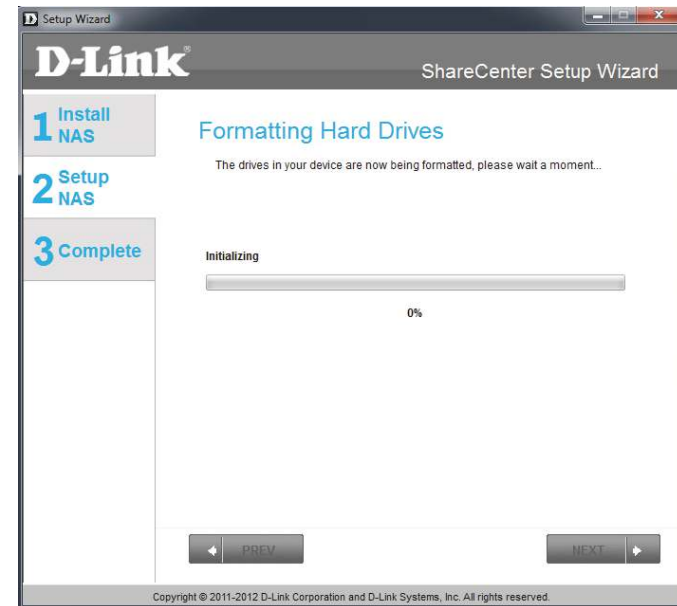 Setup Wizard
D-Link®
ShareCenter Setup Wizard
1 Install
NAS
2 Setup
NAS
3 Complete
Formatting Hard Drives
The drives in your device are now being formatted, please wait a moment...
Initializing
0%
PREV
NEXT
Copyright © 2011-2012 D-Link Corporation and D-Link Systems, Inc. All rights reserved.